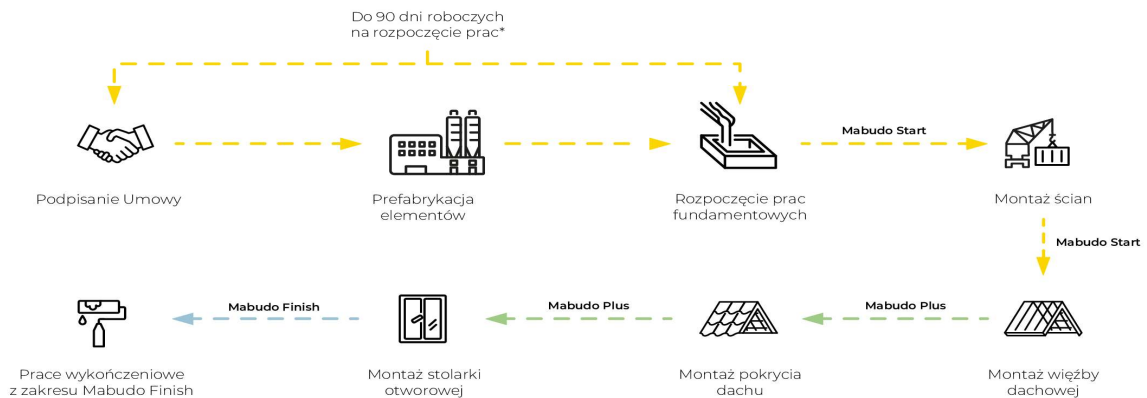 Do 90 dni roboczych
na rozpoczęcie prac*
Mabudo Start
Podpisanie Umowy
Prefabrykacja
elementów
Rozpoczęcie prac
fundamentowych
Montaż ścian
Mabudo Start
Mabudo Finish
Mabudo Plus
Mabudo Plus
Prace wykończeniowe
z zakresu Mabudo Finish
Montaż stolarki
otworowej
Montaż pokrycia
dachu
Montaż więźby
dachowej